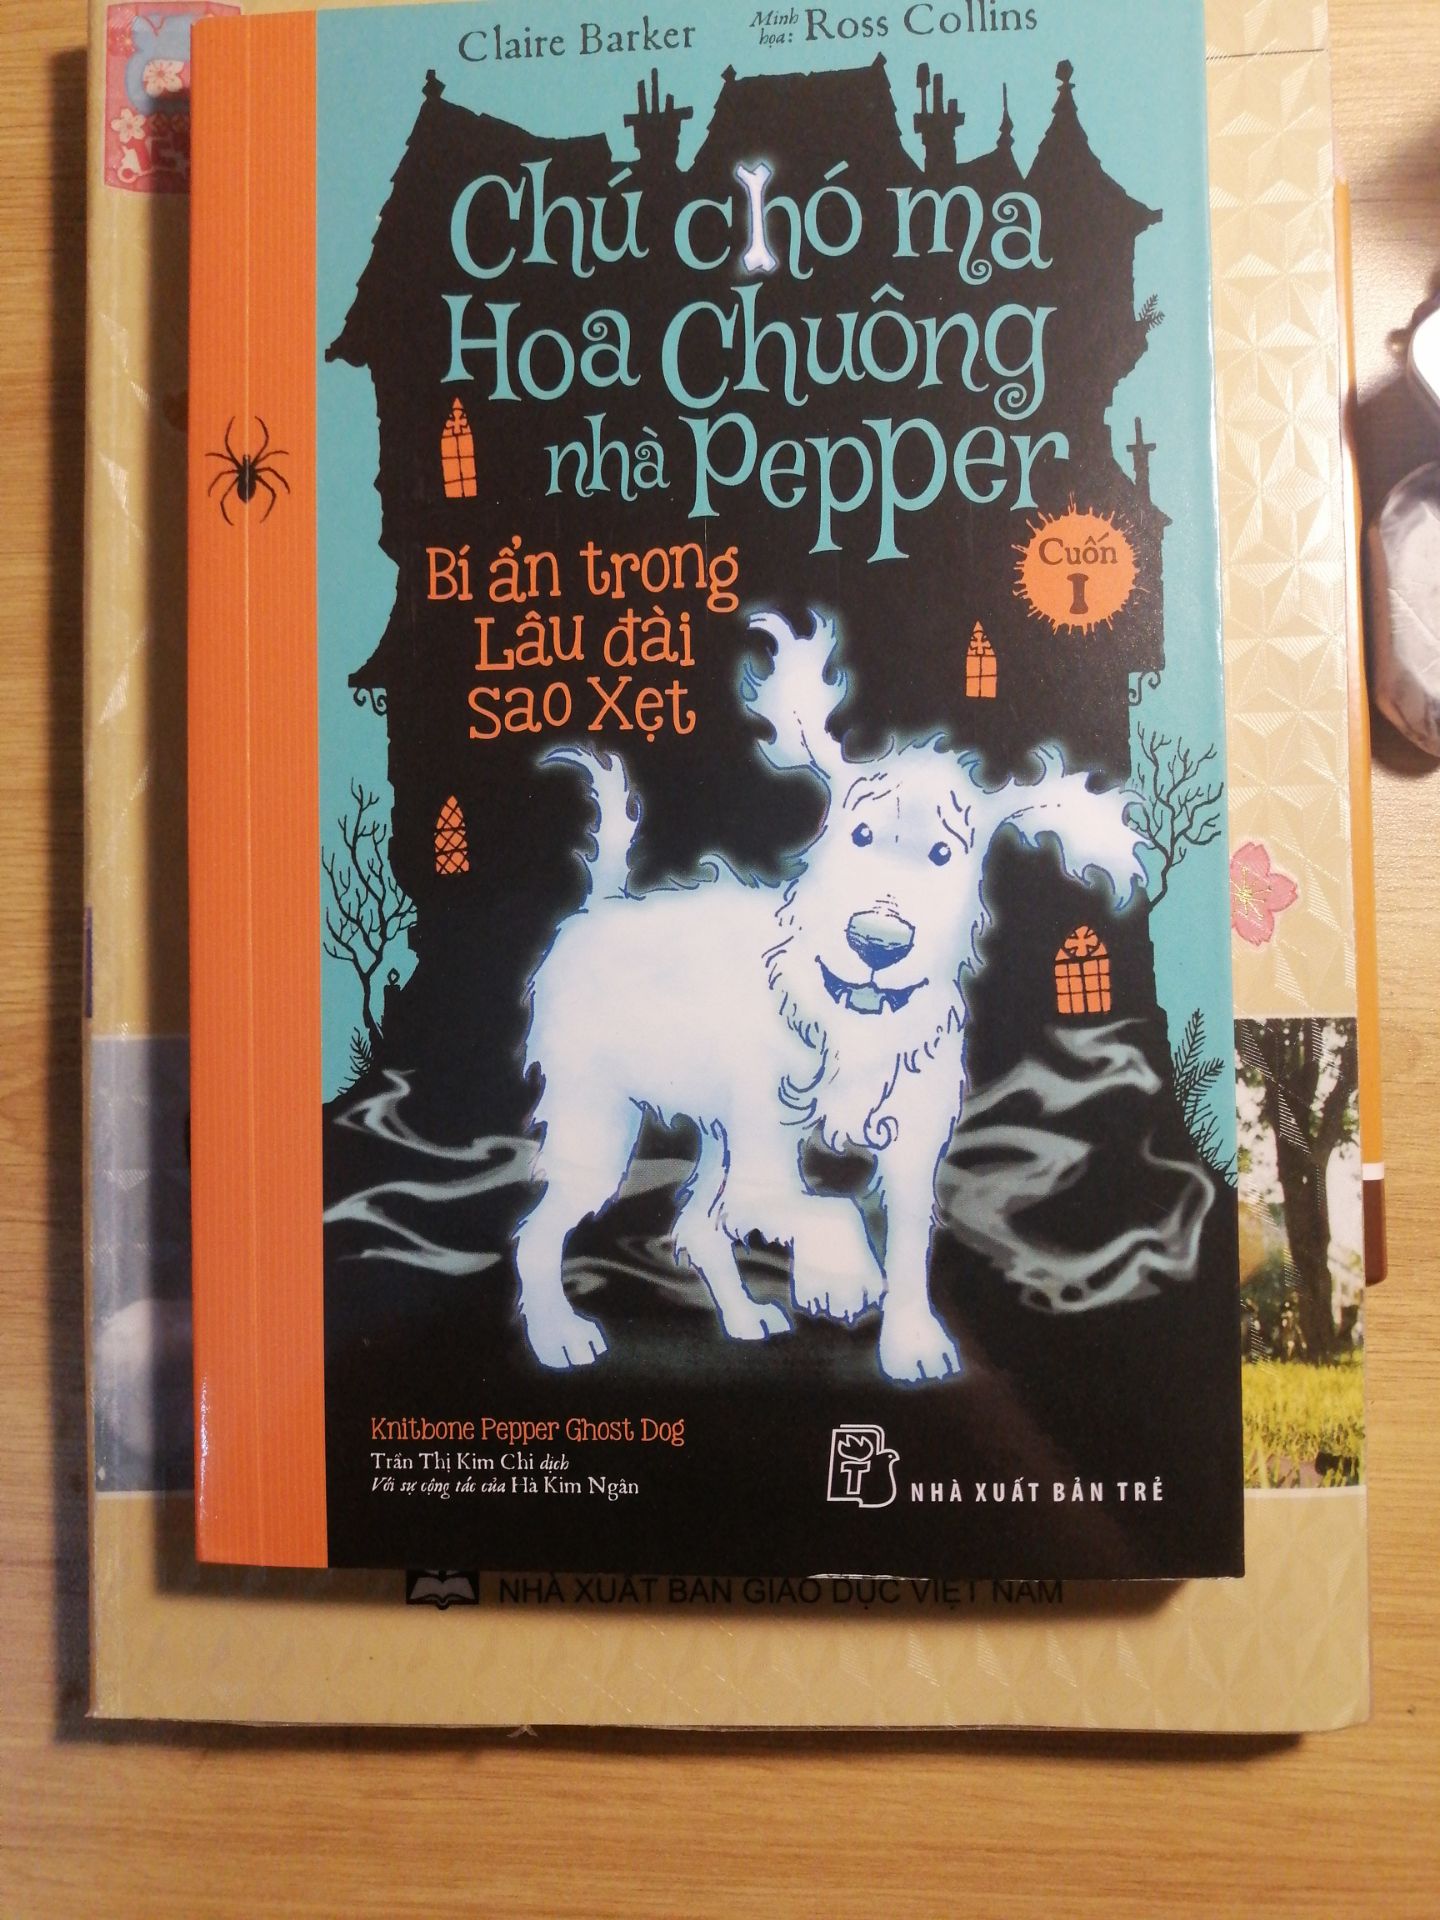 Claire Barker
Minh họa: Ross Collins
Chú chó ma
Hoa Chuông
nhà Pepper
Cuốn
1
Bí ẩn trong
Lâu đài
Sao Xẹt
Knitbone Pepper Ghost Dog
Trần Thị Kim Chi dịch
Với sự cộng tác của Hà Kim Ngân
NHÀ XUẤT BẢN TRẺ
NHÀ XUẤT BẢN GIÁO DỤC VIỆT NAM